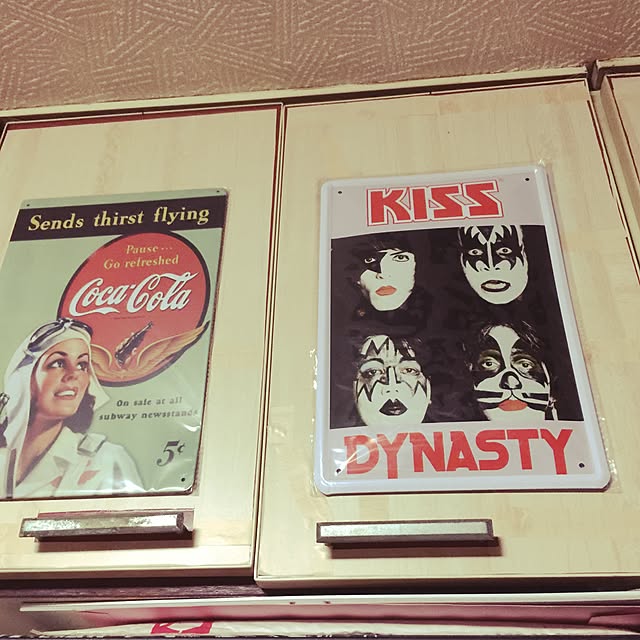 Sends thirst flying
Pause...
Go refreshed
Coca-Cola
On sale at all
subway newsstands
5¢
KISS
DYNASTY